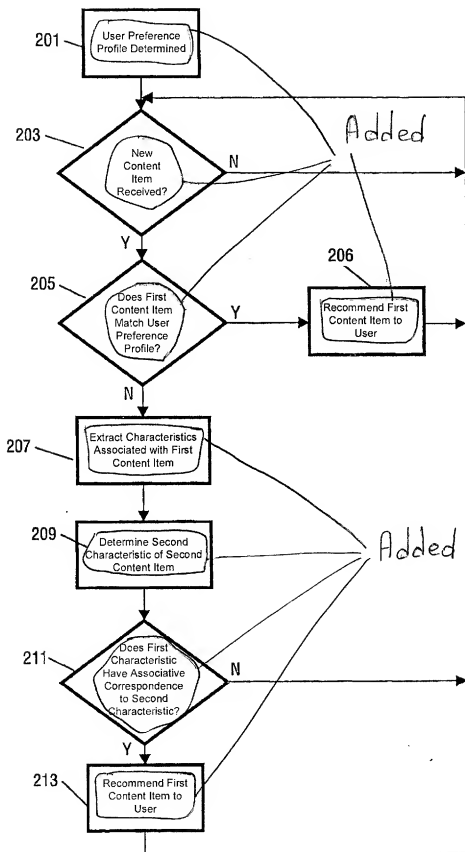 201
User Preference
Profile Determined
203
New
Content
Item
Received?
N
Added
Y
205
Does First
Content Item
Match User
Preference
Profile?
Y
206
Recommend First
Content Item to
User
N
207
Extract Characteristics
Associated with First
Content Item
209
Determine Second
Characteristic of Second
Content Item
Added
211
Does First
Characteristic
Have Associative
Correspondence
to Second
Characteristic?
N
Y
213
Recommend First
Content Item to
User